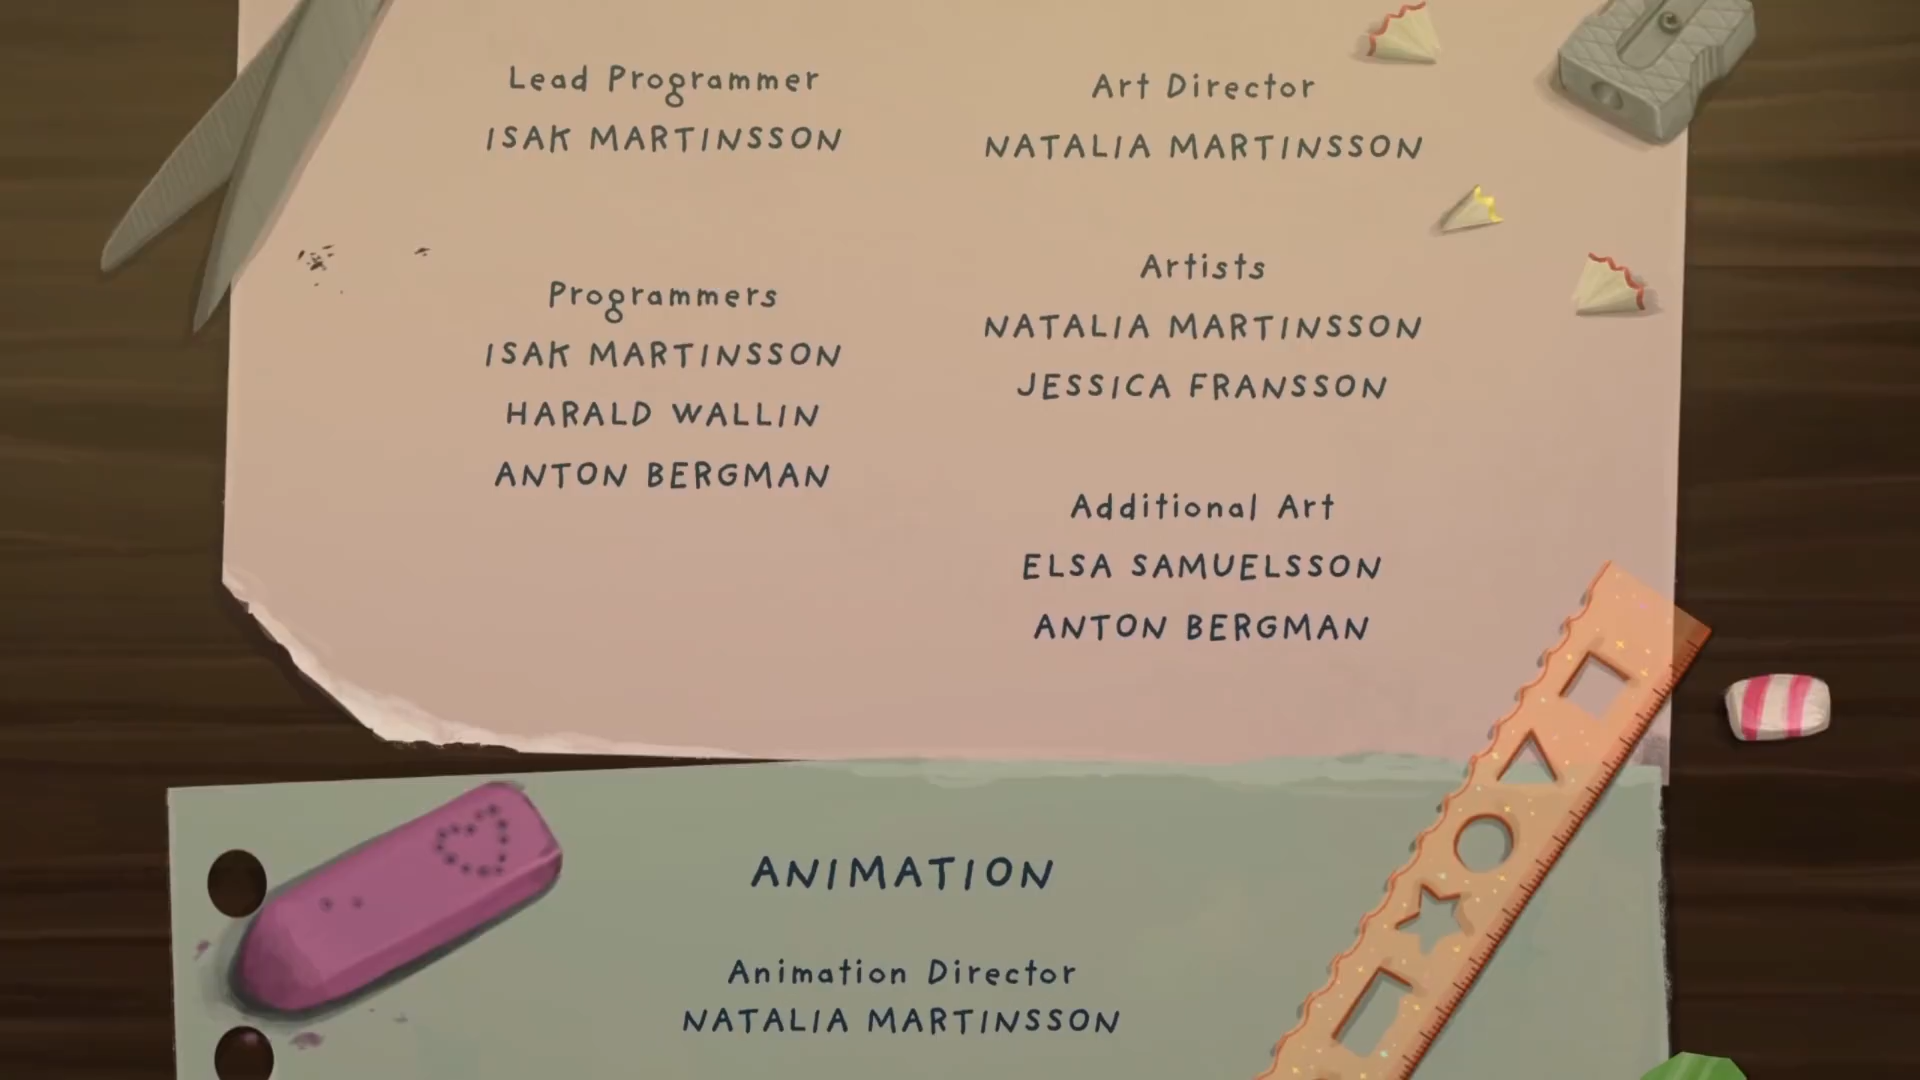 Lead Programmer
ISAK MARTINSSON
Programmers
ISAK MARTINSSON
HARALD WALLIN
ANTON BERGMAN
Art Director
NATALIA MARTINSSON
Artists
NATALIA MARTINSSON
JESSICA FRANSSON
Additional Art
ELSA SAMUELSSON
ANTON BERGMAN
ANIMATION
Animation Director
NATALIA MARTINSSON